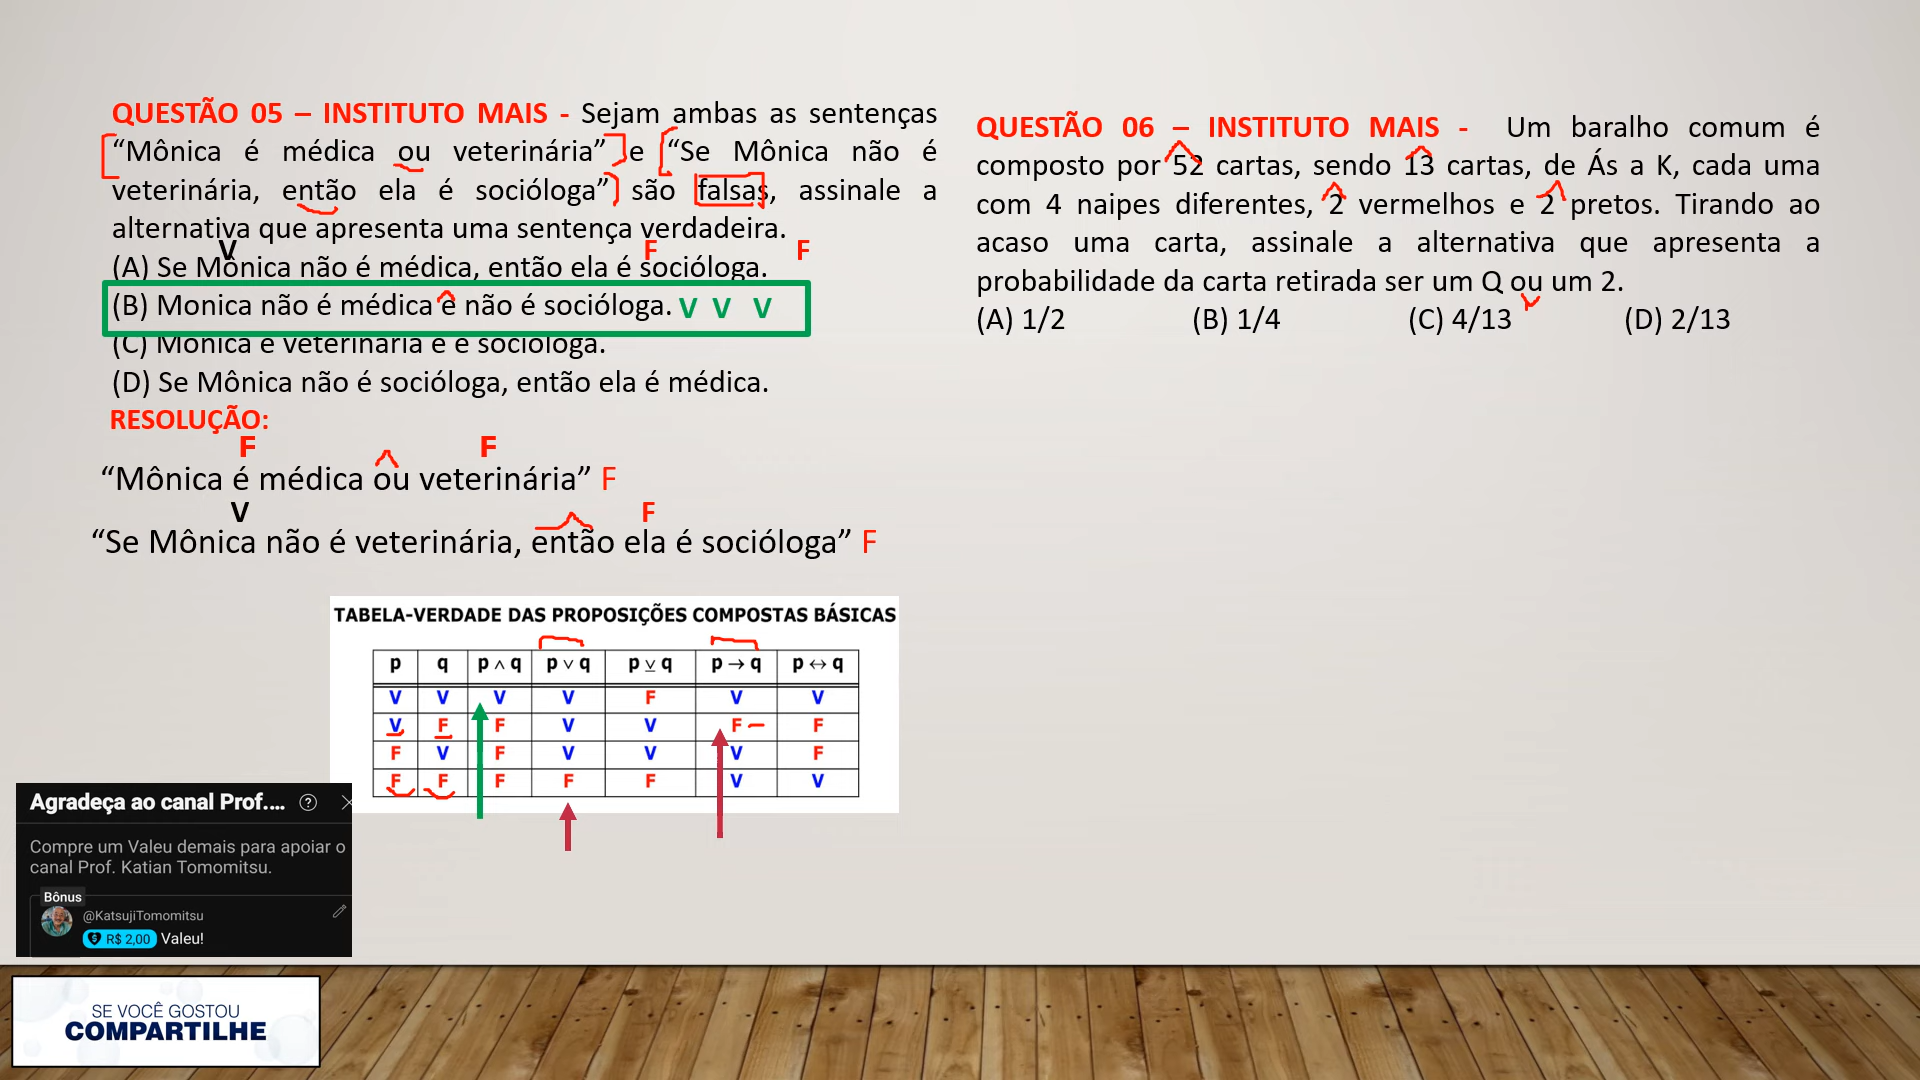 QUESTÃO 05 – INSTITUTO MAIS - Sejam ambas as sentenças
“Mônica é médica ou veterinária” e “Se Mônica não é
veterinária, então ela é socióloga” são falsas, assinale a
alternativa que apresenta uma sentença verdadeira.
V F F
(A) Se Mônica não é médica, então ela é socióloga.
(B) Monica não é médica e não é socióloga. V V V
(C) Mônica é veterinária e é socióloga.
(D) Se Mônica não é socióloga, então ela é médica.
RESOLUÇÃO:
F F
“Mônica é médica ou veterinária” F
V F
“Se Mônica não é veterinária, então ela é socióloga” F
TABELA-VERDADE DAS PROPOSIÇÕES COMPOSTAS BÁSICAS
p q p ∧ q p ∨ q p ⊻ q p → q p ↔ q
V V V V F V V
V F F V V F F
F V F V V V F
F F F F F V V
QUESTÃO 06 – INSTITUTO MAIS - Um baralho comum é
composto por 52 cartas, sendo 13 cartas, de Ás a K, cada uma
com 4 naipes diferentes, 2 vermelhos e 2 pretos. Tirando ao
acaso uma carta, assinale a alternativa que apresenta a
probabilidade da carta retirada ser um Q ou um 2.
(A) 1/2 (B) 1/4 (C) 4/13 (D) 2/13
Agradeça ao canal Prof.... ?
Compre um Valeu demais para apoiar o
canal Prof. Katian Tomomitsu.
Bônus
@KatsujiTomomitsu
R$ 2,00 Valeu!
SE VOCÊ GOSTOU
COMPARTILHE